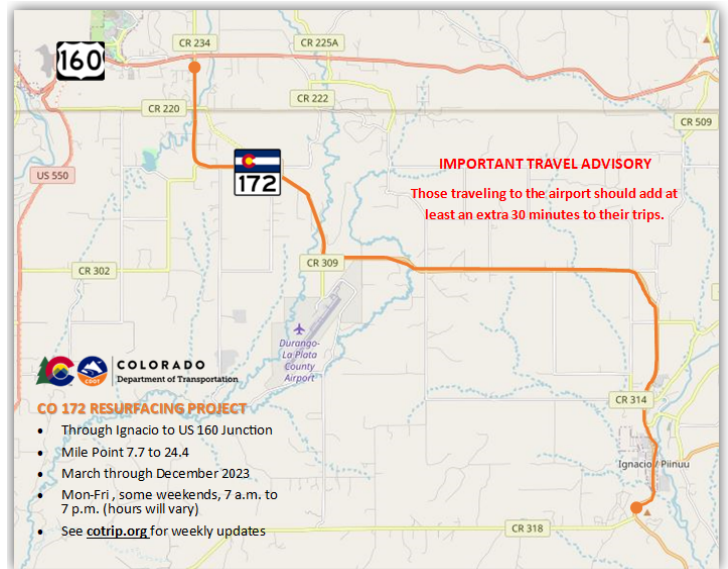 CR 234
CR 225A
160
CR 220
CR 222
CR 509
IMPORTANT TRAVEL ADVISORY
Those traveling to the airport should add at
least an extra 30 minutes to their trips.
US 550
172
CR 302
CR 309
Durango-
La Plata
County
Airport
COLORADO
CDOT
Department of Transportation
CR 314
CO 172 RESURFACING PROJECT
• Through Ignacio to US 160 Junction
• Mile Point 7.7 to 24.4
• March through December 2023
• Mon-Fri , some weekends, 7 a.m. to
7 p.m. (hours will vary)
• See cotrip.org for weekly updates
Ignacio / Piinuu
CR 318